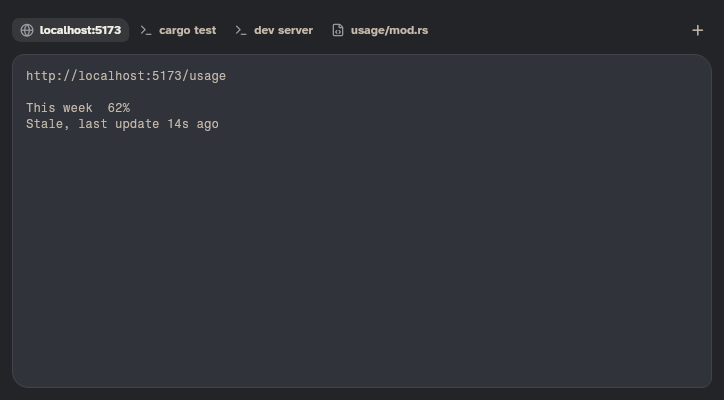 localhost:5173
cargo test
dev server
usage/mod.rs
http://localhost:5173/usage
This week  62%
Stale, last update 14s ago